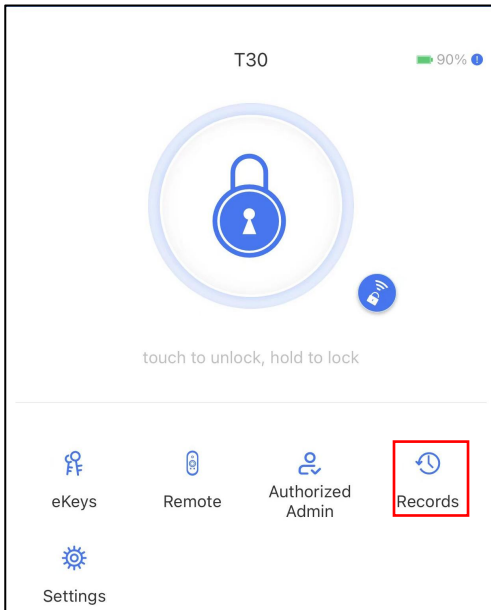 T30
90%
touch to unlock, hold to lock
eKeys
Remote
Authorized
Admin
Records
Settings